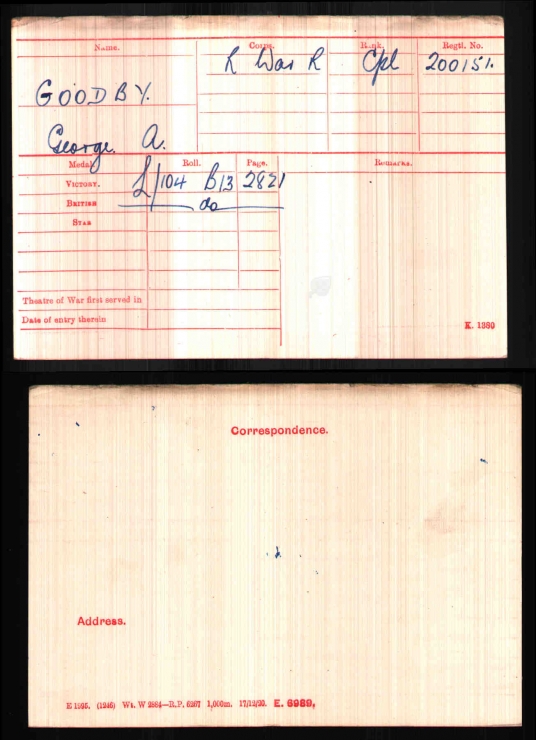 Name. Corps. Rank. Regtl. No.
R War R Cpl 200151.
GOODBY.
George A.
Medal. Roll. Page. Remarks.
VICTORY. L/104 B13 2821
BRITISH do
STAR
Theatre of War first served in
Date of entry therein
K. 1380
Correspondence.
Address.
E 1595. (1246) Wt. W 2884—R.P. 6267 1,000m. 17/12/20. E. 6989.